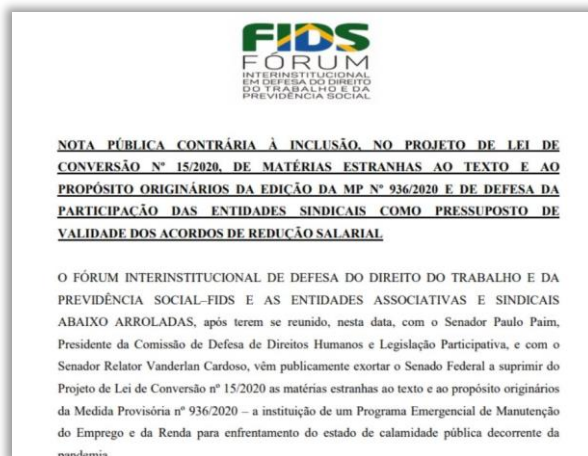 FIDS
FÓRUM
INTERINSTITUCIONAL
EM DEFESA DO DIREITO
DO TRABALHO E DA
PREVIDÊNCIA SOCIAL
NOTA PÚBLICA CONTRÁRIA À INCLUSÃO, NO PROJETO DE LEI DE
CONVERSÃO Nº 15/2020, DE MATÉRIAS ESTRANHAS AO TEXTO E AO
PROPÓSITO ORIGINÁRIOS DA EDIÇÃO DA MP Nº 936/2020 E DE DEFESA DA
PARTICIPAÇÃO DAS ENTIDADES SINDICAIS COMO PRESSUPOSTO DE
VALIDADE DOS ACORDOS DE REDUÇÃO SALARIAL
O FÓRUM INTERINSTITUCIONAL DE DEFESA DO DIREITO DO TRABALHO E DA
PREVIDÊNCIA SOCIAL–FIDS E AS ENTIDADES ASSOCIATIVAS E SINDICAIS
ABAIXO ARROLADAS, após terem se reunido, nesta data, com o Senador Paulo Paim,
Presidente da Comissão de Defesa de Direitos Humanos e Legislação Participativa, e com o
Senador Relator Vanderlan Cardoso, vêm publicamente exortar o Senado Federal a suprimir do
Projeto de Lei de Conversão nº 15/2020 as matérias estranhas ao texto e ao propósito originários
da Medida Provisória nº 936/2020 – a instituição de um Programa Emergencial de Manutenção
do Emprego e da Renda para enfrentamento do estado de calamidade pública decorrente da
pandemia